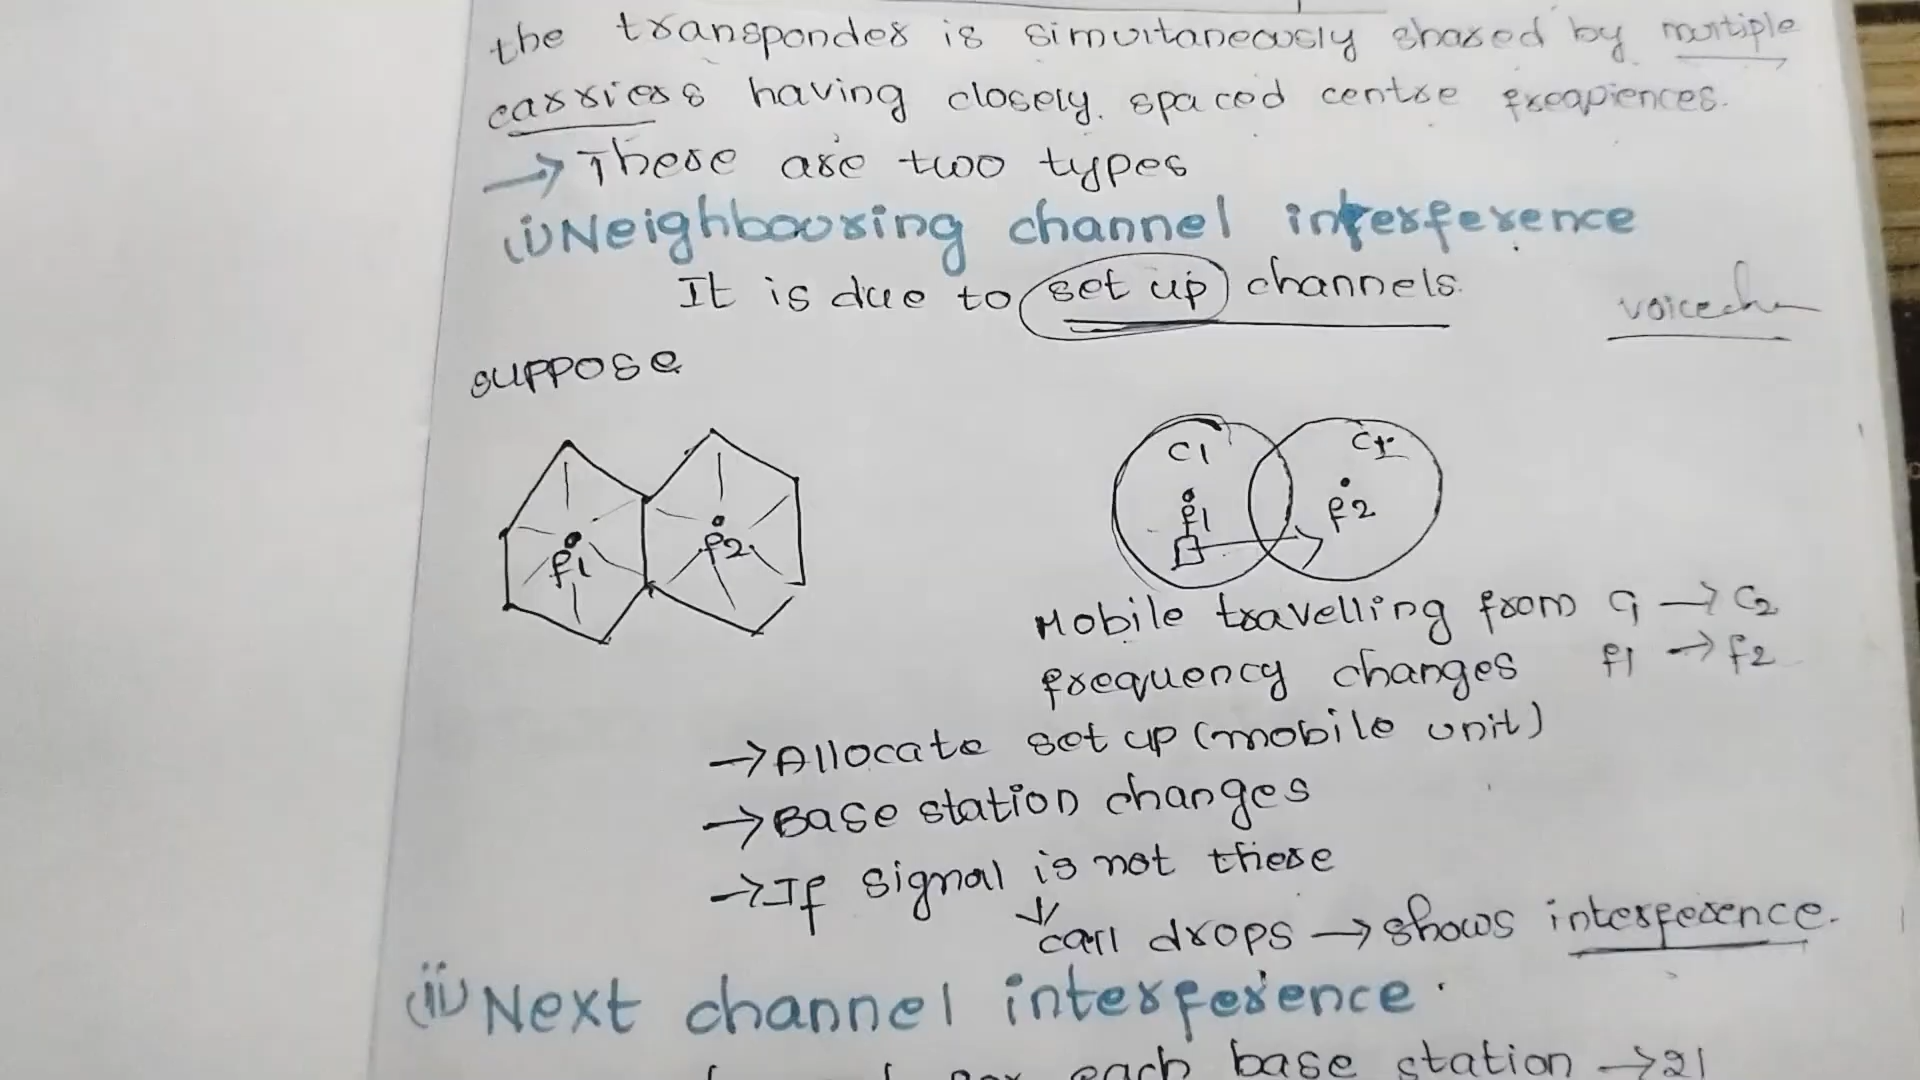 the transponder is simultaneously shared by multiple
carriers having closely spaced centre freqpiences.
→ There are two types
(i) Neighbouring channel interference
It is due to set up channels.
voice
suppose
f1 f2
C1
f1 f2
Mobile travelling from C1 → C2
frequency changes f1 → f2
→ Allocate set up (mobile unit)
→ Base station changes
→ If signal is not there
↓
call drops → shows interference.
(ii) Next channel interference.
each base station → 21